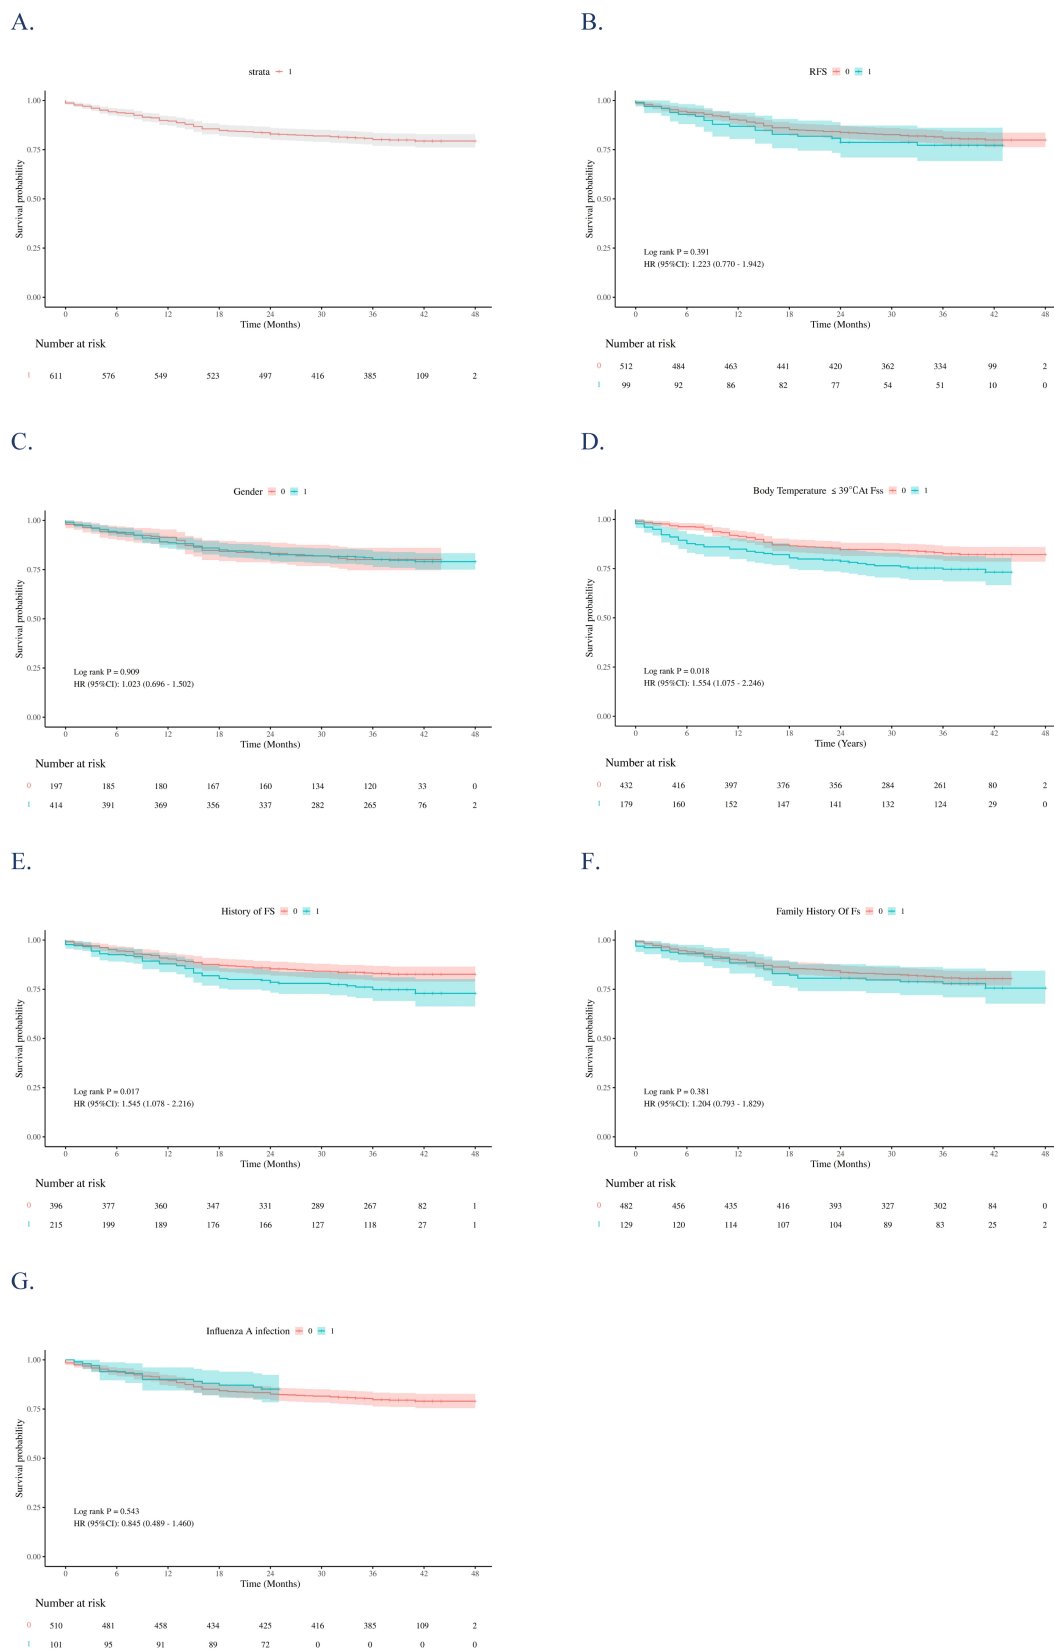 A.
strata 1
1.00
0.75
0.50
0.25
0.00
Survival probability
0 6 12 18 24 30 36 42 48
Time (Months)
Number at risk
1 611 576 549 523 497 416 385 109 2
B.
RFS 0 1
1.00
0.75
0.50
0.25
0.00
Survival probability
Log rank P = 0.391
HR (95%CI): 1.223 (0.770 - 1.942)
0 6 12 18 24 30 36 42 48
Time (Months)
Number at risk
0 512 484 463 441 420 362 334 99 2
1 99 92 86 82 77 54 51 10 0
C.
Gender 0 1
1.00
0.75
0.50
0.25
0.00
Survival probability
Log rank P = 0.909
HR (95%CI): 1.023 (0.696 - 1.502)
0 6 12 18 24 30 36 42 48
Time (Months)
Number at risk
0 197 185 180 167 160 134 120 33 0
1 414 391 369 356 337 282 265 76 2
D.
Body Temperature ≤ 39℃At Fss 0 1
1.00
0.75
0.50
0.25
0.00
Survival probability
Log rank P = 0.018
HR (95%CI): 1.554 (1.075 - 2.246)
0 6 12 18 24 30 36 42 48
Time (Years)
Number at risk
0 432 416 397 376 356 284 261 80 2
1 179 160 152 147 141 132 124 29 0
E.
History of FS 0 1
1.00
0.75
0.50
0.25
0.00
Survival probability
Log rank P = 0.017
HR (95%CI): 1.545 (1.078 - 2.216)
0 6 12 18 24 30 36 42 48
Time (Months)
Number at risk
0 396 377 360 347 331 289 267 82 1
1 215 199 189 176 166 127 118 27 1
F.
Family History Of Fs 0 1
1.00
0.75
0.50
0.25
0.00
Survival probability
Log rank P = 0.381
HR (95%CI): 1.204 (0.793 - 1.829)
0 6 12 18 24 30 36 42 48
Time (Months)
Number at risk
0 482 456 435 416 393 327 302 84 0
1 129 120 114 107 104 89 83 25 2
G.
Influenza A infection 0 1
1.00
0.75
0.50
0.25
0.00
Survival probability
Log rank P = 0.543
HR (95%CI): 0.845 (0.489 - 1.460)
0 6 12 18 24 30 36 42 48
Time (Months)
Number at risk
0 510 481 458 434 425 416 385 109 2
1 101 95 91 89 72 0 0 0 0